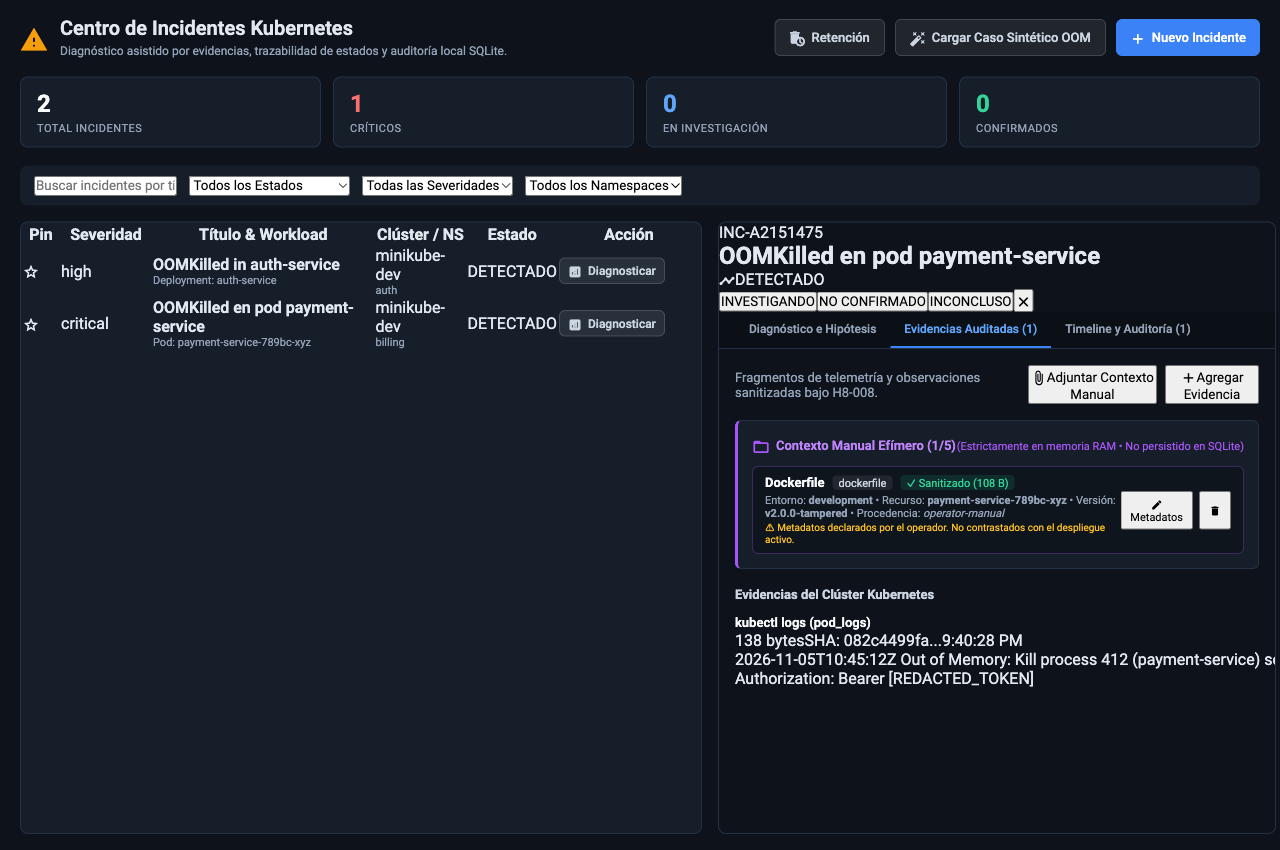 Centro de Incidentes Kubernetes
Diagnóstico asistido por evidencias, trazabilidad de estados y auditoría local SQLite.
Retención
Cargar Caso Sintético OOM
+ Nuevo Incidente
2
TOTAL INCIDENTES
1
CRÍTICOS
0
EN INVESTIGACIÓN
0
CONFIRMADOS
Buscar incidentes por tí
Todos los Estados
Todas las Severidades
Todos los Namespaces
Pin Severidad Título & Workload Clúster / NS Estado Acción
high
OOMKilled in auth-service
Deployment: auth-service
minikube-
dev
auth
DETECTADO
Diagnosticar
critical
OOMKilled en pod payment-
service
Pod: payment-service-789bc-xyz
minikube-
dev
billing
DETECTADO
Diagnosticar
INC-A2151475
OOMKilled en pod payment-service
DETECTADO
INVESTIGANDO NO CONFIRMADO INCONCLUSO ✕
Diagnóstico e Hipótesis
Evidencias Auditadas (1)
Timeline y Auditoría (1)
Fragmentos de telemetría y observaciones
sanitizadas bajo H8-008.
Adjuntar Contexto
Manual
+ Agregar
Evidencia
Contexto Manual Efímero (1/5) (Estrictamente en memoria RAM • No persistido en SQLite)
Dockerfile dockerfile ✓ Sanitizado (108 B)
Entorno: development • Recurso: payment-service-789bc-xyz • Versión:
v2.0.0-tampered • Procedencia: operator-manual
⚠ Metadatos declarados por el operador. No contrastados con el despliegue
activo.
Metadatos
Evidencias del Clúster Kubernetes
kubectl logs (pod_logs)
138 bytesSHA: 082c4499fa...9:40:28 PM
2026-11-05T10:45:12Z Out of Memory: Kill process 412 (payment-service) s
Authorization: Bearer [REDACTED_TOKEN]